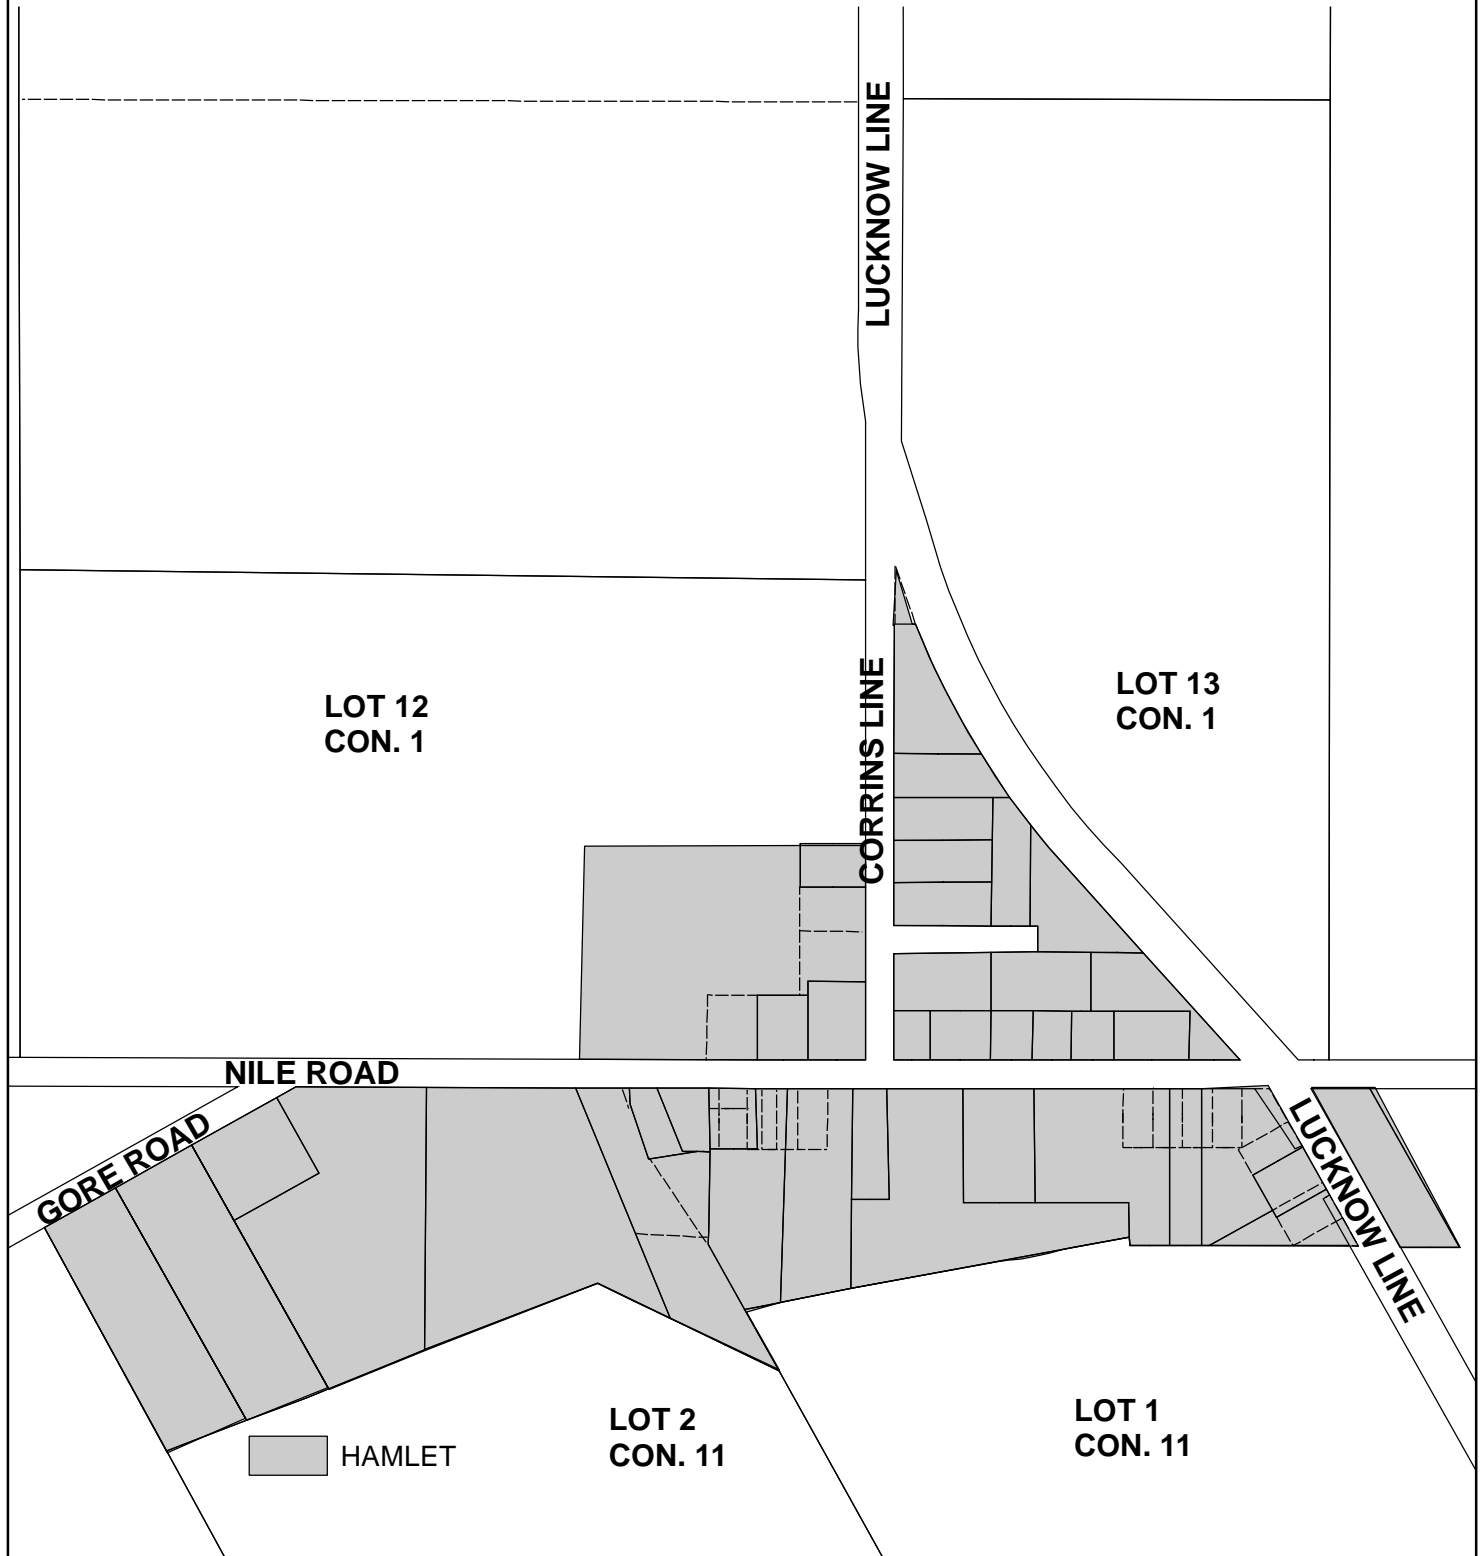 LUCKNOW LINE
LOT 12
CON. 1
CORRINS LINE
LOT 13
CON. 1
NILE ROAD
GORE ROAD
LUCKNOW LINE
LOT 2
CON. 11
LOT 1
CON. 11
HAMLET